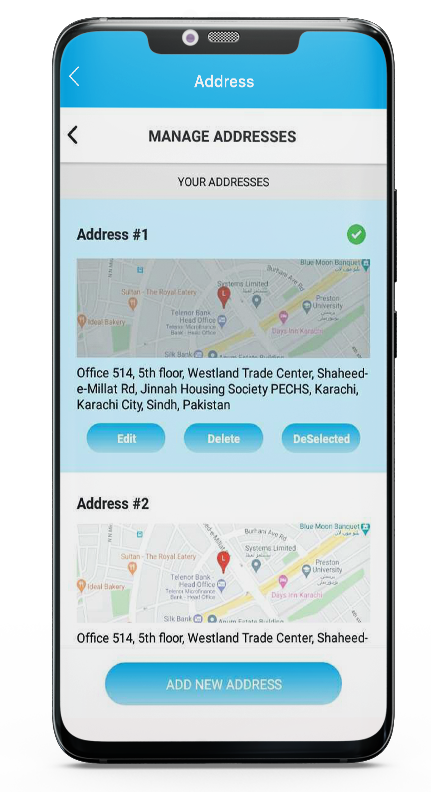 Address
MANAGE ADDRESSES
YOUR ADDRESSES
Address #1
Blue Moon Banquet
Burhani Ave Rd
Systems Limited
Sultan - The Royal Eatery
Preston
University
Telenor Bank
Head Office
Telenor Microfinance
Bank - Head Office
Ideal Bakery
Days Inn Karachi
Silk Bank
Anum Estate Building
Office 514, 5th floor, Westland Trade Center, Shaheed-
e-Millat Rd, Jinnah Housing Society PECHS, Karachi,
Karachi City, Sindh, Pakistan
Edit
Delete
DeSelected
Address #2
Blue Moon Banquet
Burhani Ave Rd
Systems Limited
Sultan - The Royal Eatery
Preston
University
Telenor Bank
Head Office
Telenor Microfinance
Bank - Head Office
Ideal Bakery
Days Inn Karachi
Silk Bank
Anum Estate Building
Office 514, 5th floor, Westland Trade Center, Shaheed-
ADD NEW ADDRESS